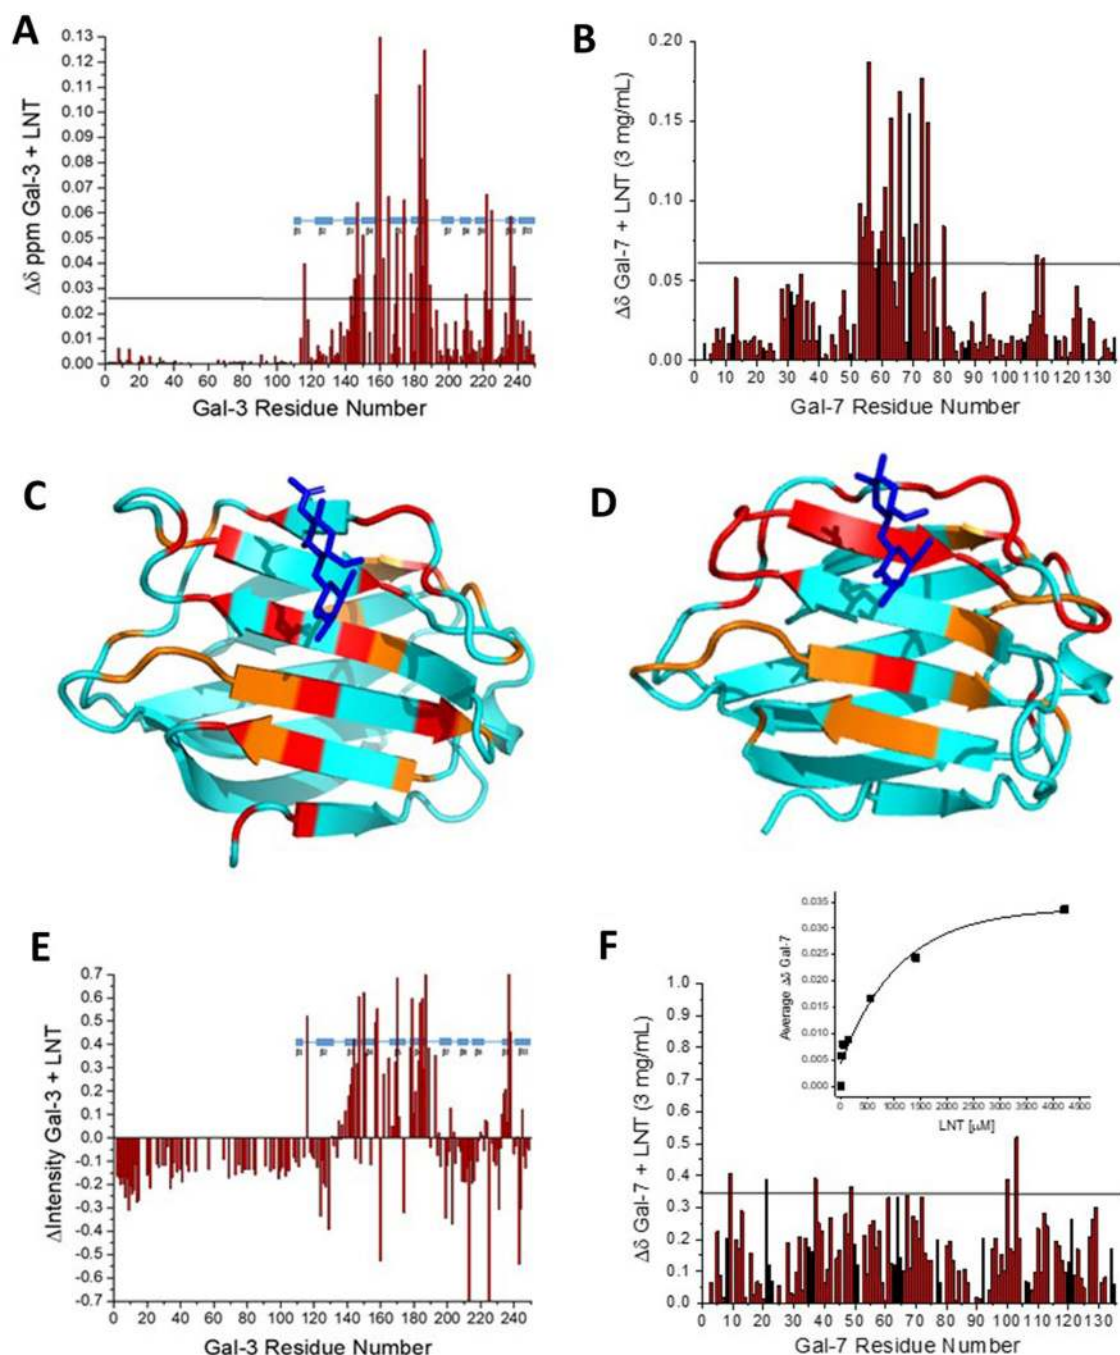 A
Δδ ppm Gal-3 + LNT
0.13
0.12
0.11
0.10
0.09
0.08
0.07
0.06
0.05
0.04
0.03
0.02
0.01
0.00
0 20 40 60 80 100 120 140 160 180 200 220 240
Gal-3 Residue Number
B
Δδ Gal-7 + LNT (3 mg/mL)
0.20
0.15
0.10
0.05
0.00
0 10 20 30 40 50 60 70 80 90 100 110 120 130
Gal-7 Residue Number
C
D
E
ΔIntensity Gal-3 + LNT
0.7
0.6
0.5
0.4
0.3
0.2
0.1
0.0
-0.1
-0.2
-0.3
-0.4
-0.5
-0.6
-0.7
0 20 40 60 80 100 120 140 160 180 200 220 240
Gal-3 Residue Number
F
Average Δδ Gal-7
0.035
0.030
0.025
0.020
0.015
0.010
0.005
0.000
0 500 1000 1500 2000 2500 3000 3500 4000 4500
LNT [μM]
Δδ Gal-7 + LNT (3 mg/mL)
1.0
0.9
0.8
0.7
0.6
0.5
0.4
0.3
0.2
0.1
0.0
0 10 20 30 40 50 60 70 80 90 100 110 120 130
Gal-7 Residue Number